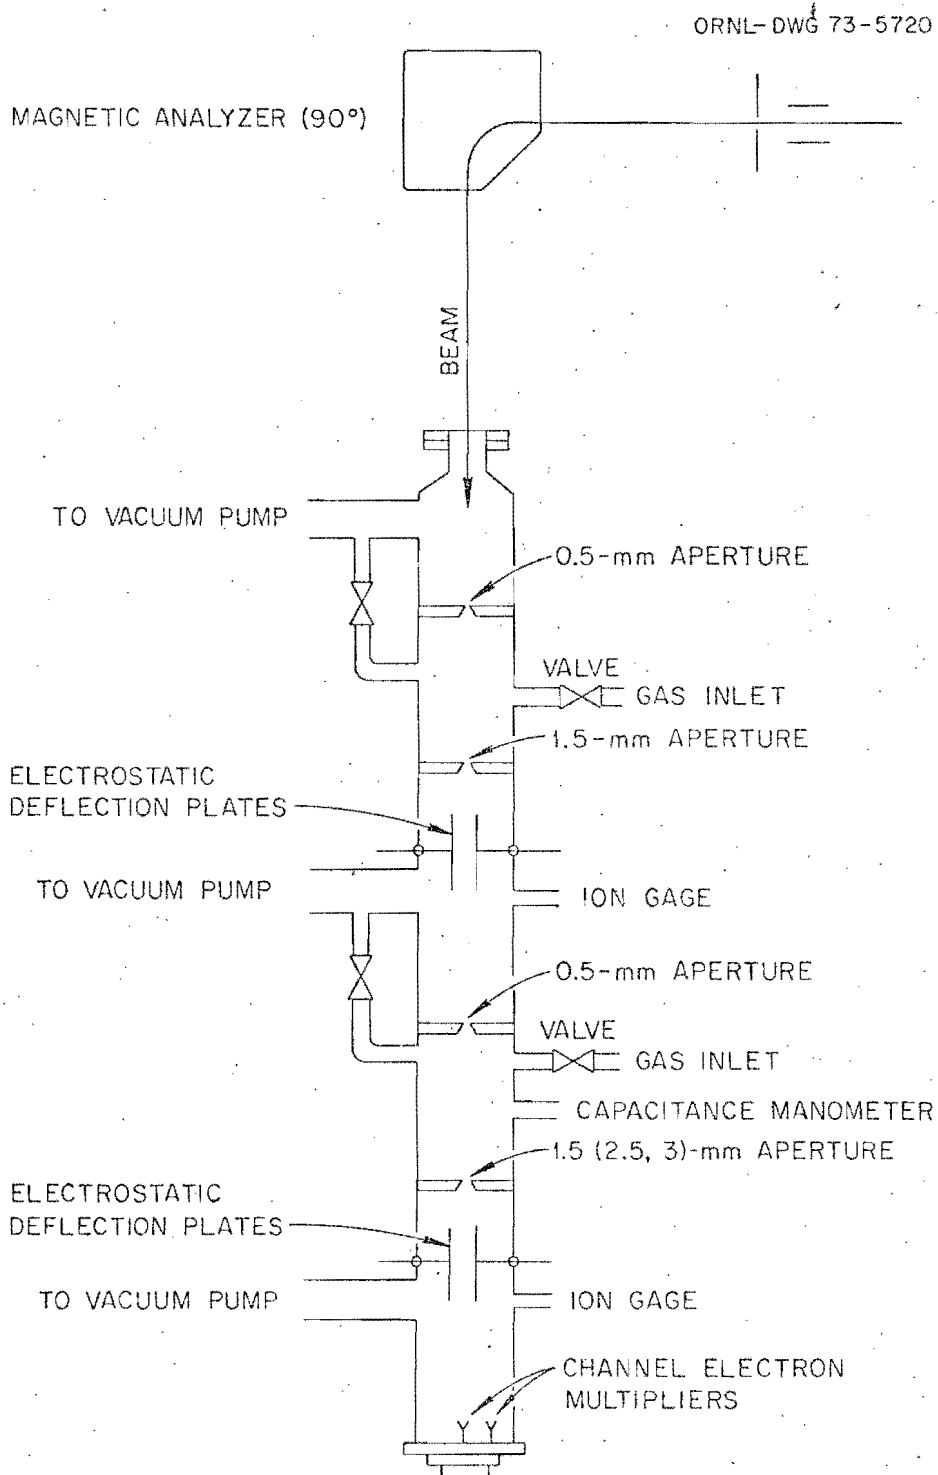 ORNL-DWG 73-5720
MAGNETIC ANALYZER (90°)
BEAM
TO VACUUM PUMP
0.5-mm APERTURE
VALVE
GAS INLET
1.5-mm APERTURE
ELECTROSTATIC
DEFLECTION PLATES
TO VACUUM PUMP
ION GAGE
0.5-mm APERTURE
VALVE
GAS INLET
CAPACITANCE MANOMETER
1.5 (2.5, 3)-mm APERTURE
ELECTROSTATIC
DEFLECTION PLATES
TO VACUUM PUMP
ION GAGE
CHANNEL ELECTRON
MULTIPLIERS